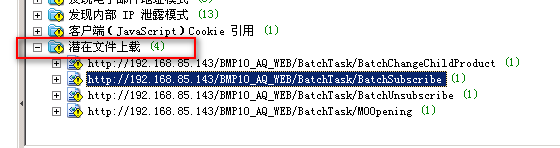 发现电子邮件地址模式 (3)
发现内部 IP 泄露模式 (13)
客户端（JavaScript）Cookie 引用 (1)
潜在文件上载 (4)
http://192.168.85.143/BMP10_AQ_WEB/BatchTask/BatchChangeChildProduct (1)
http://192.168.85.143/BMP10_AQ_WEB/BatchTask/BatchSubscribe (1)
http://192.168.85.143/BMP10_AQ_WEB/BatchTask/BatchUnsubscribe (1)
http://192.168.85.143/BMP10_AQ_WEB/BatchTask/MOOpening (1)